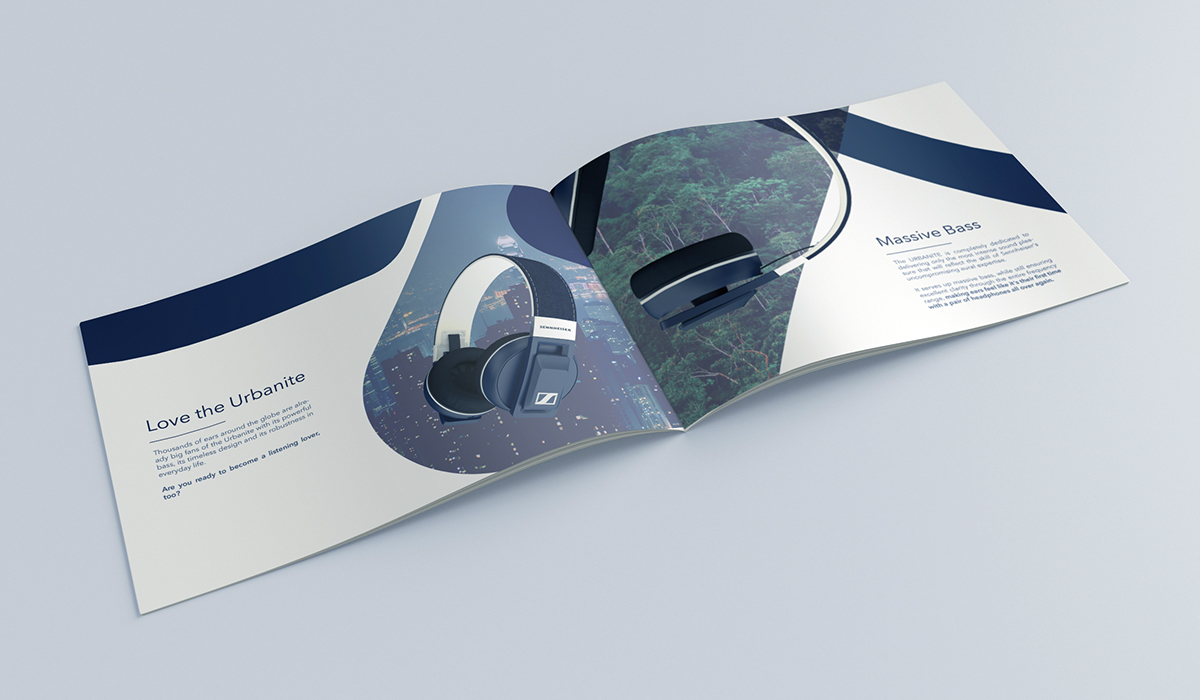 Love the Urbanite
Thousands of ears around the globe are alre-
ady big fans of the Urbanite with its powerful
bass, its timeless design and its robustness in
everyday life.
Are you ready to become a listening lover,
too?
SENNHEISER
Massive Bass
The URBANITE is completely dedicated to
delivering only the most intense sound plea-
sure that will reflect the skill of Sennheiser's
uncompromising aural expertise.
It serves up massive bass, while still ensuring
excellent clarity through the entire frequency
range, making ears feel like it's their first time
with a pair of headphones all over again.